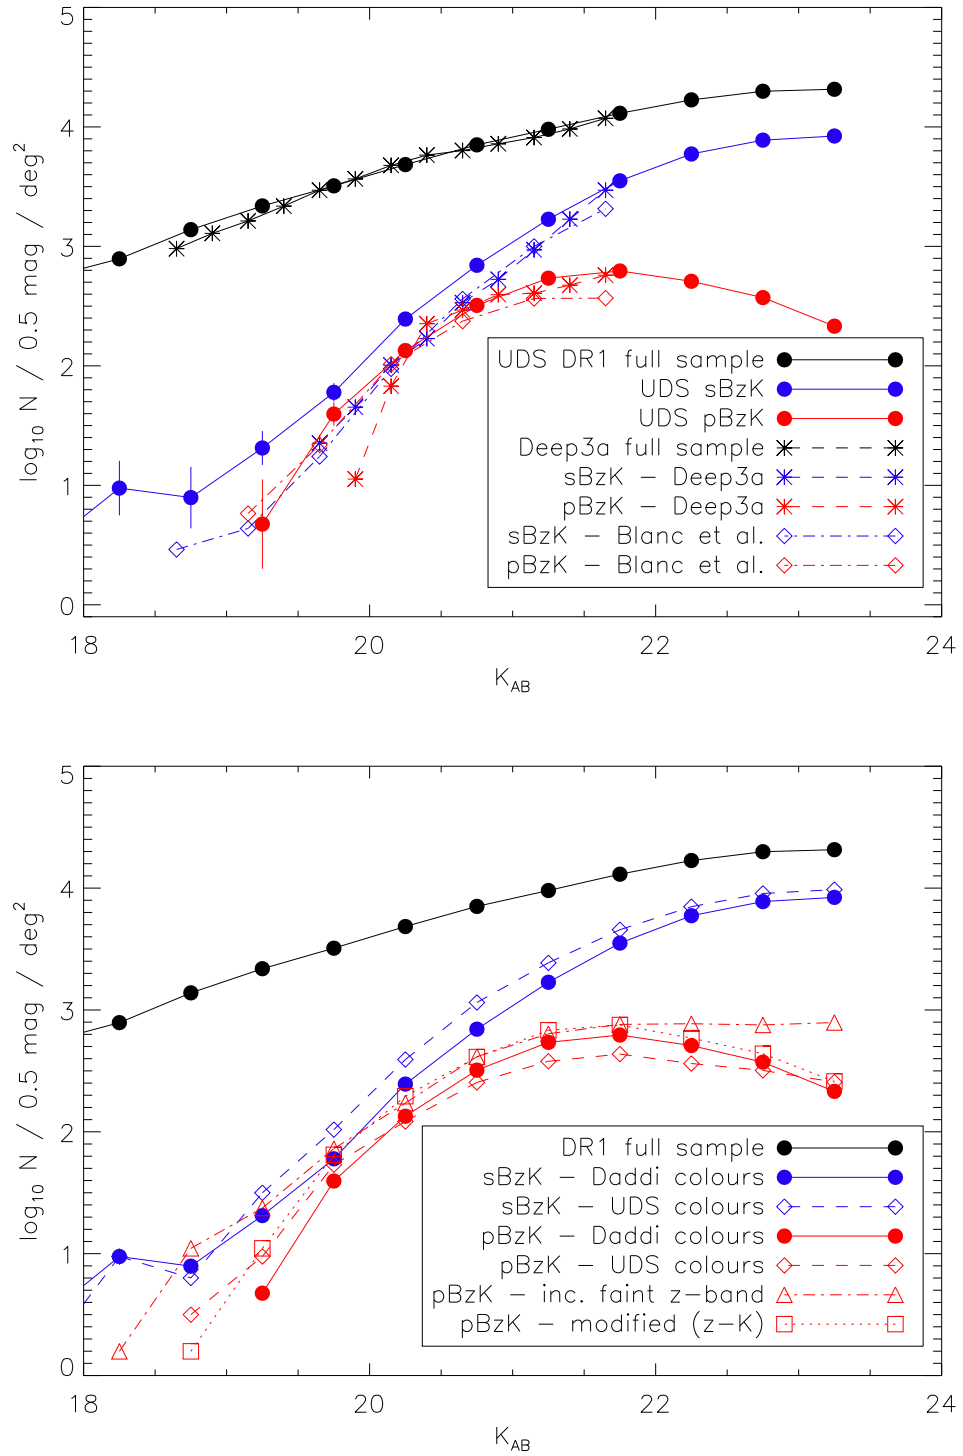 5
4
3
2
1
0
log10 N / 0.5 mag / deg2
UDS DR1 full sample
UDS sBzK
UDS pBzK
Deep3a full sample
sBzK – Deep3a
pBzK – Deep3a
sBzK – Blanc et al.
pBzK – Blanc et al.
18 20 22 24
KAB
5
4
3
2
1
0
log10 N / 0.5 mag / deg2
DR1 full sample
sBzK – Daddi colours
sBzK – UDS colours
pBzK – Daddi colours
pBzK – UDS colours
pBzK – inc. faint z–band
pBzK – modified (z–K)
18 20 22 24
KAB